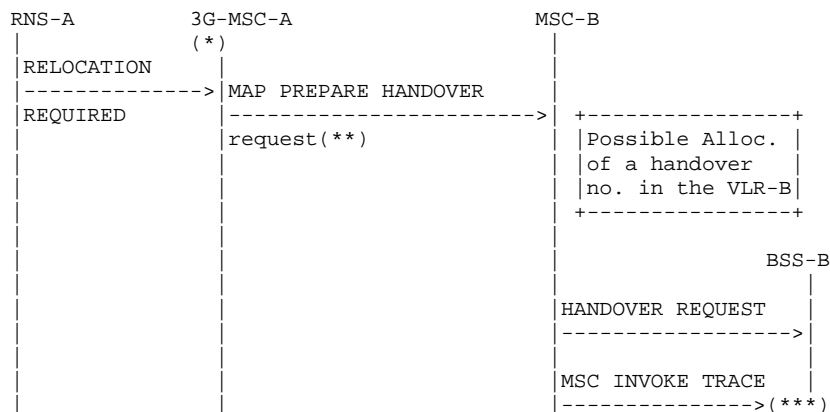 RNS-A 3G-MSC-A MSC-B
(*)
RELOCATION
MAP PREPARE HANDOVER
REQUIRED
request(**)
Possible Alloc.
of a handover
no. in the VLR-B
BSS-B
HANDOVER REQUEST
MSC INVOKE TRACE
(***)